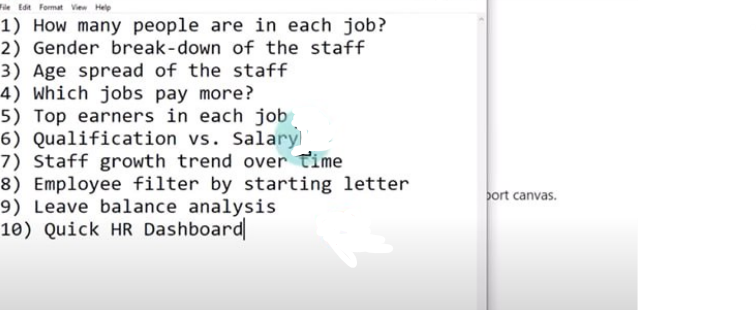 File Edit Format View Help
1) How many people are in each job?
2) Gender break-down of the staff
3) Age spread of the staff
4) Which jobs pay more?
5) Top earners in each job
6) Qualification vs. Salary
7) Staff growth trend over time
8) Employee filter by starting letter
9) Leave balance analysis
10) Quick HR Dashboard
port canvas.